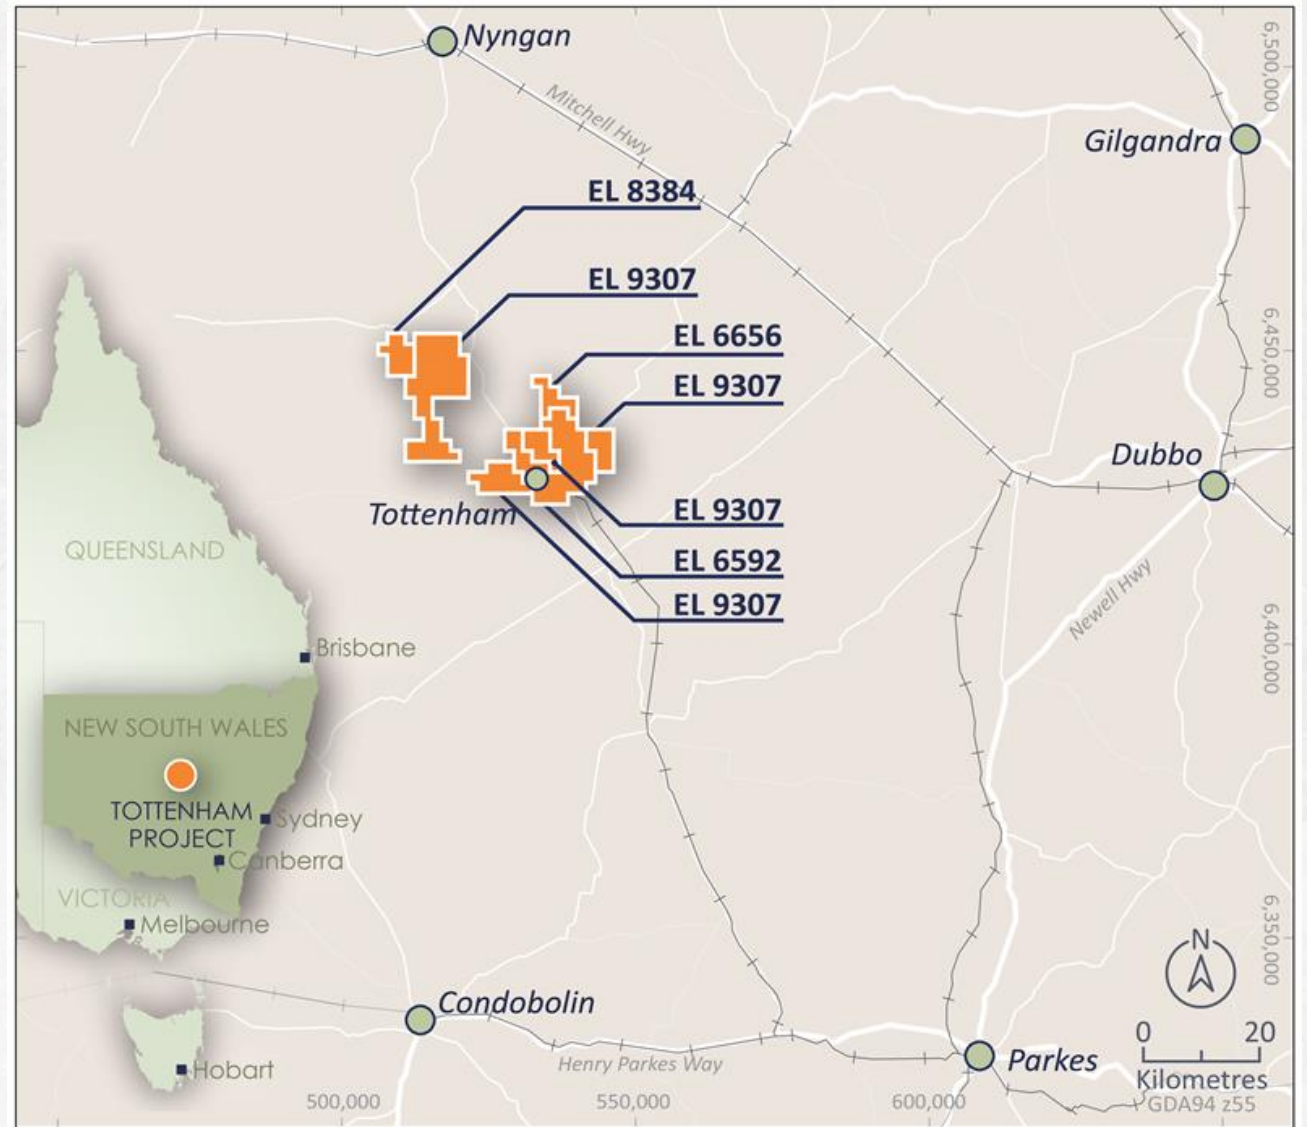 Nyngan
Mitchell Hwy
6,500,000
Gilgandra
EL 8384
EL 9307
EL 6656
EL 9307
6,450,000
Dubbo
Tottenham
EL 9307
EL 6592
EL 9307
QUEENSLAND
Brisbane
Newell Hwy
6,400,000
NEW SOUTH WALES
TOTTENHAM
PROJECT
Sydney
Canberra
VICTORIA
Melbourne
6,350,000
N
Condobolin
Henry Parkes Way
Parkes
0 20
Kilometres
GDA94 z55
Hobart
500,000
550,000
600,000